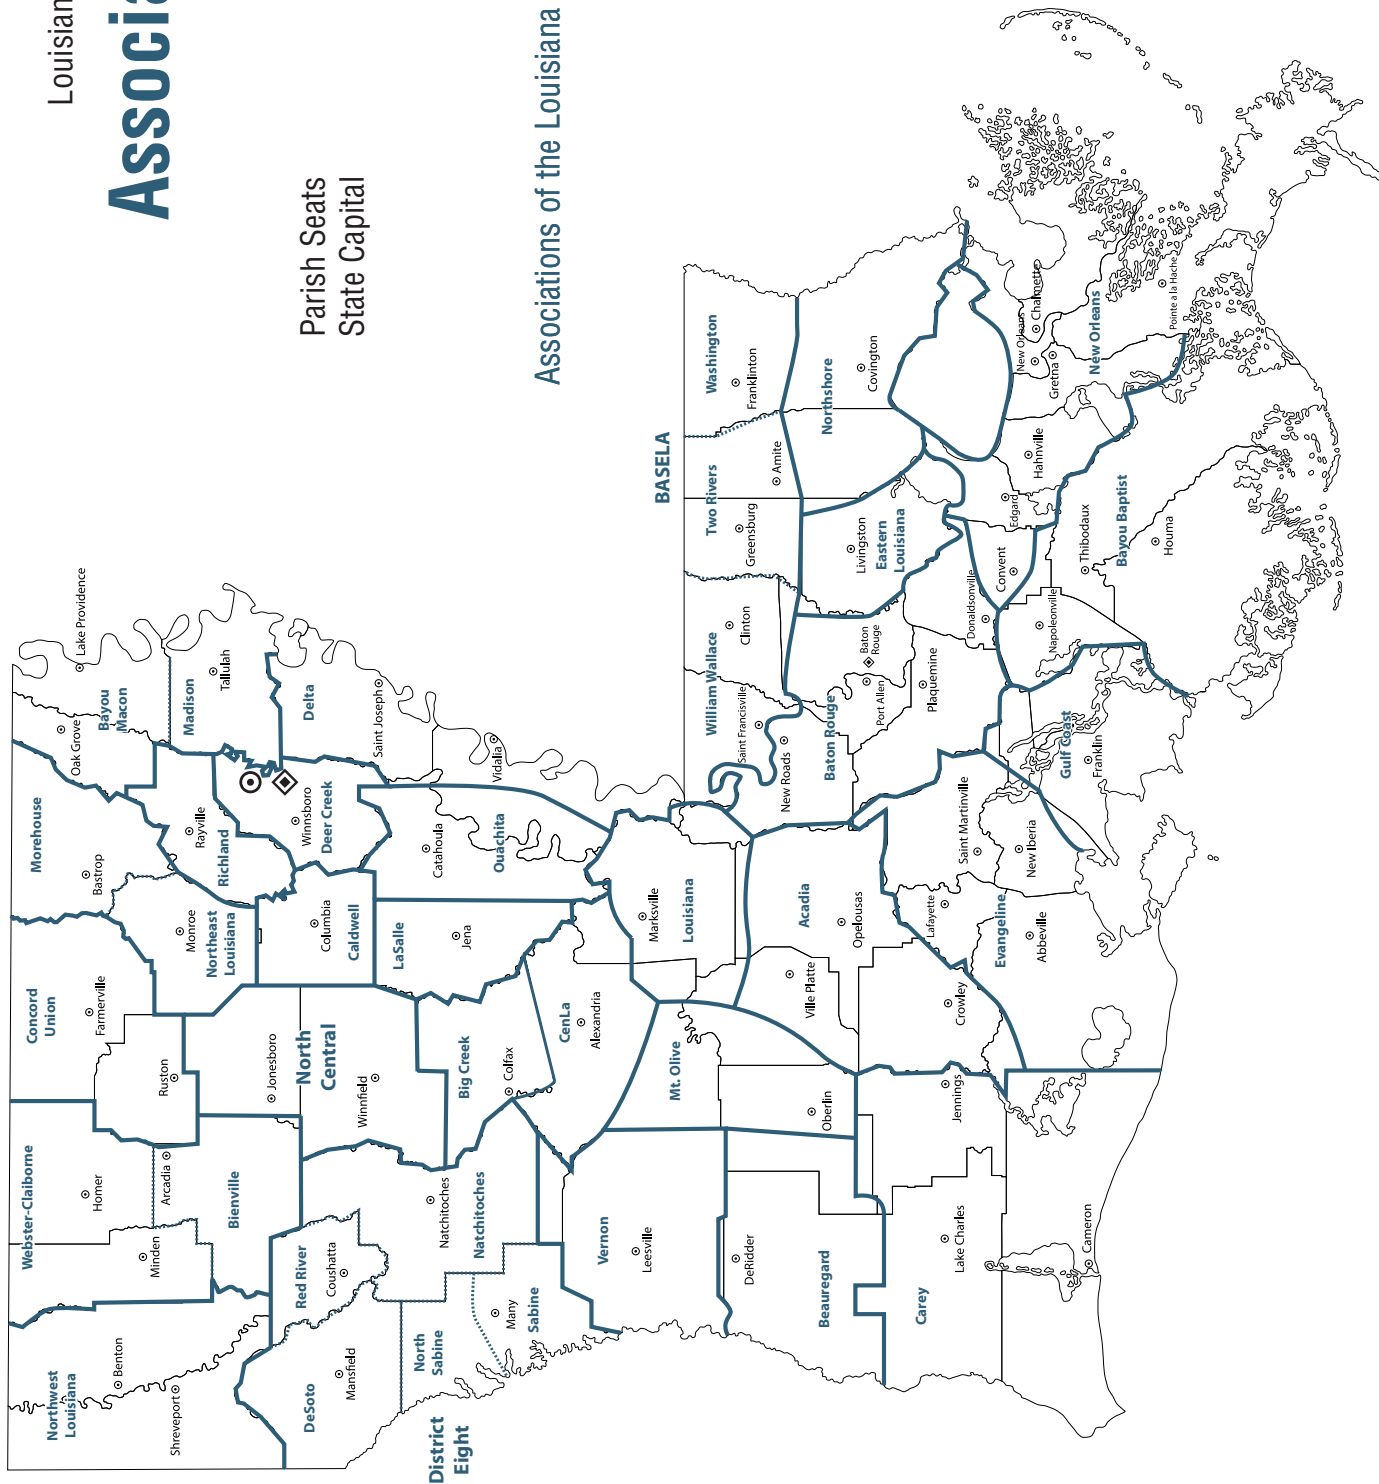 Louisian
Associa
Parish Seats
State Capital
Associations of the Louisiana
Northwest
Louisiana
Benton
Shreveport
Webster-Claiborne
Homer
Minden
Arcadia
Bienville
Concord
Union
Farmerville
Ruston
Morehouse
Bastrop
Monroe
Northeast
Louisiana
Oak Grove
Bayou
Macon
Lake Providence
Rayville
Richland
Madison
Tallulah
Winnsboro
Deer Creek
Delta
Saint Joseph
DeSoto
Mansfield
Red River
Coushatta
Jonesboro
North
Central
Winnfield
Columbia
Caldwell
LaSalle
Jena
Catahoula
Ouachita
Vidalia
District
Eight
North
Sabine
Many
Sabine
Natchitoches
Natchitoches
Big Creek
Colfax
CenLa
Alexandria
Vernon
Leesville
Mt. Olive
Marksville
Louisiana
DeRidder
Beauregard
Oberlin
Ville Platte
Acadia
Opelousas
Carey
Lake Charles
Cameron
Jennings
Crowley
Lafayette
Evangeline
Abbeville
Saint Martinville
New Iberia
Gulf Coast
Franklin
BASELA
William Wallace
Saint Francisville
Clinton
New Roads
Baton Rouge
Port Allen
Baton
Rouge
Plaquemine
Two Rivers
Greensburg
Amite
Washington
Franklinton
Northshore
Covington
Livingston
Eastern
Louisiana
Donaldsonville
Convent
Napoleonville
Edgard
Hahnville
Thibodaux
Bayou Baptist
Houma
New Orleans
Gretna
Chalmette
New Orleans
Pointe a la Hache